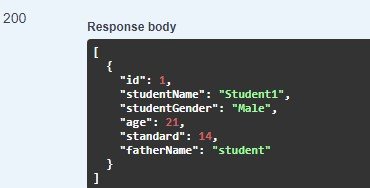 200
Response body
[
  {
    "id": 1,
    "studentName": "Student1",
    "studentGender": "Male",
    "age": 21,
    "standard": 14,
    "fatherName": "student"
  }
]